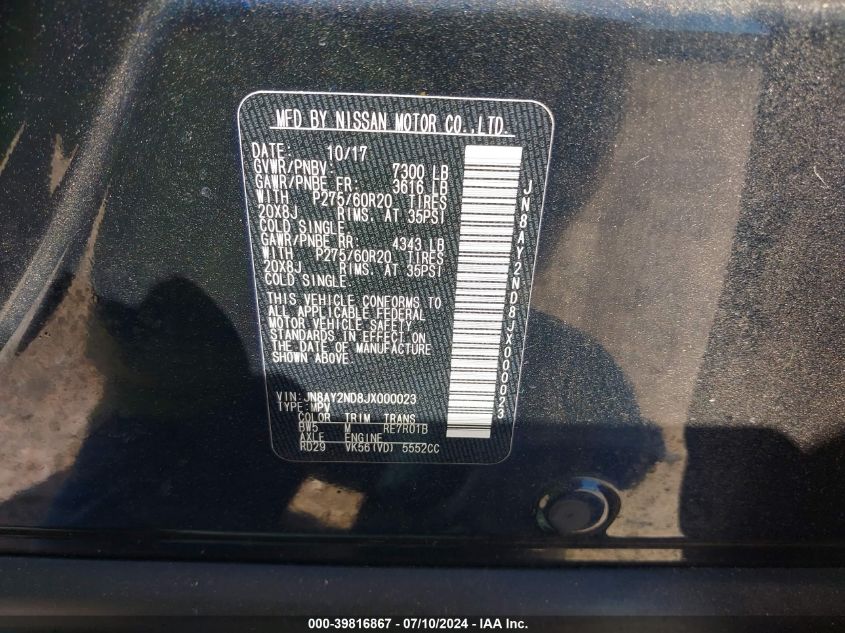 MFD BY NISSAN MOTOR CO.,LTD.
DATE: 10/17
GVWR/PNBV: 7300 LB
GAWR/PNBE FR: 3616 LB
WITH P275/60R20 TIRES
20X8J RIMS. AT 35PSI
COLD SINGLE.
GAWR/PNBE RR: 4343 LB
WITH P275/60R20 TIRES
20X8J RIMS. AT 35PSI
COLD SINGLE.
THIS VEHICLE CONFORMS TO
ALL APPLICABLE FEDERAL
MOTOR VEHICLE SAFETY
STANDARDS IN EFFECT ON
THE DATE OF MANUFACTURE
SHOWN ABOVE.
VIN: JN8AY2ND8JX000023
TYPE: MPV
COLOR TRIM TRANS
BW5 M RE7R01B
AXLE ENGINE
RD29 VK56(VD) 5552CC
JN8AY2ND8JX000023
000-39816867 - 07/10/2024 - IAA Inc.